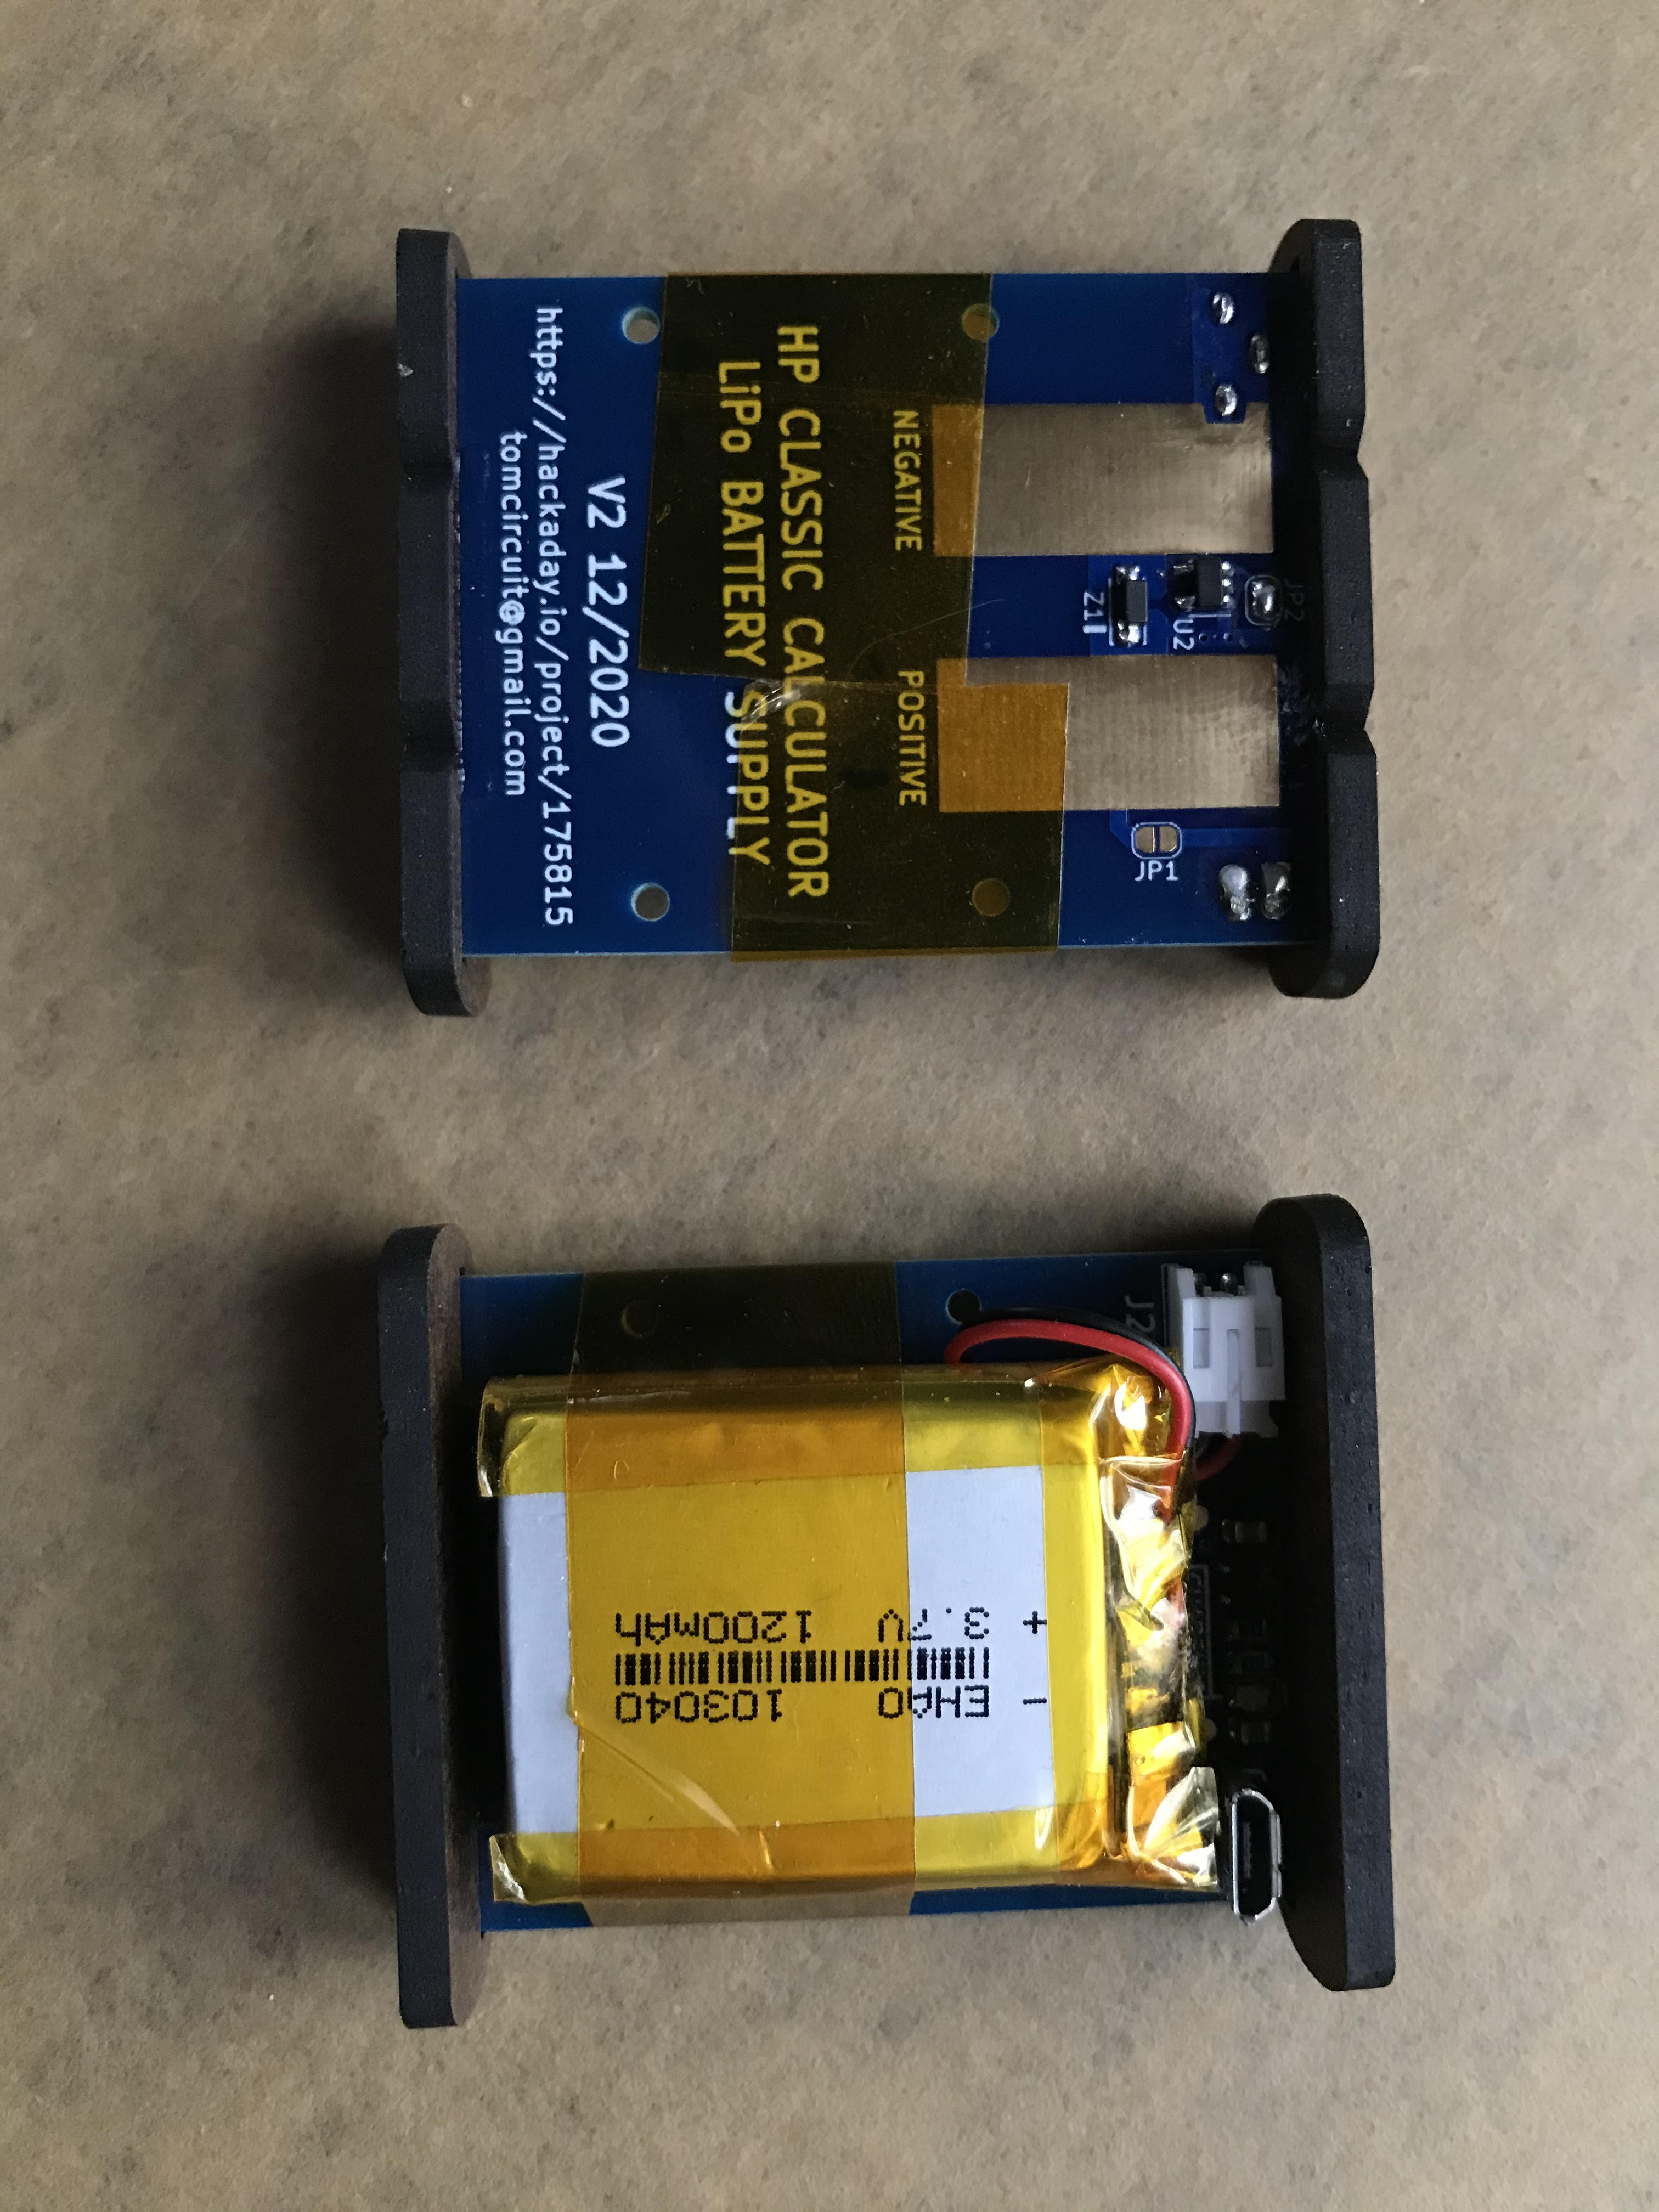 HP CLASSIC CALCULATOR
LiPo BATTERY SUPPLY
NEGATIVE
POSITIVE
V2 12/2020
https://hackaday.io/project/175815
tomcircuit@gmail.com
JP2
U2
Z1
JP1
J2
- +
EHAO 103040
3.7V 1200mAh